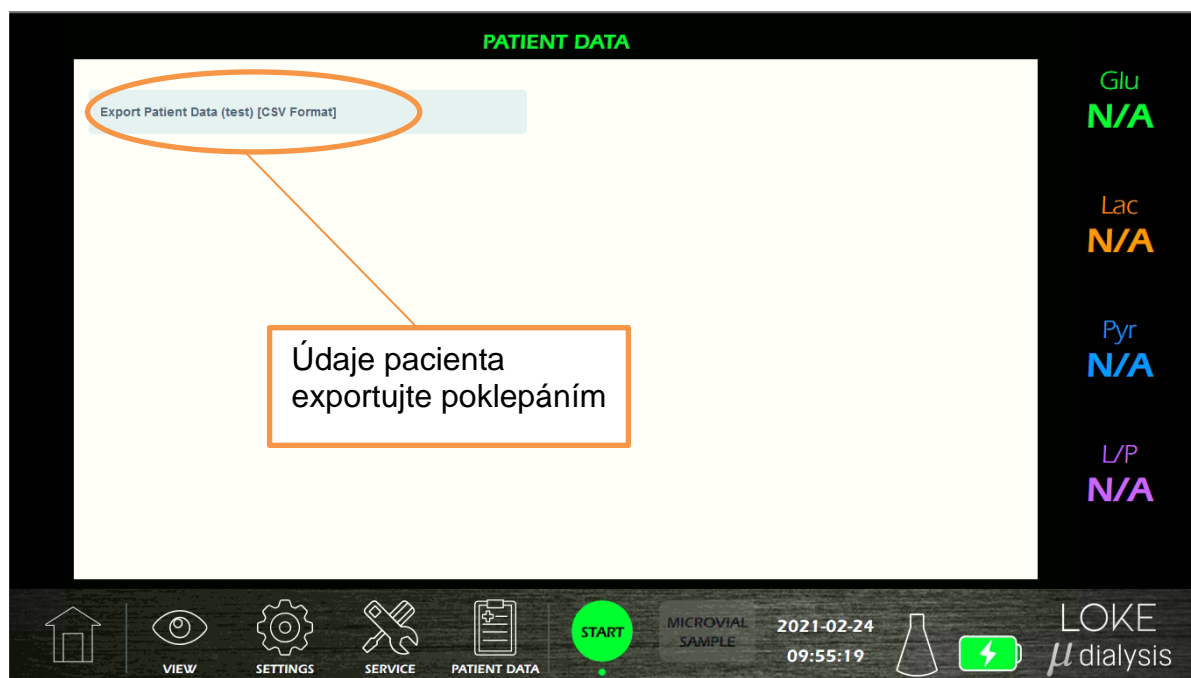 PATIENT DATA
Export Patient Data (test) [CSV Format]
Údaje pacienta
exportujte poklepáním
Glu
N/A
Lac
N/A
Pyr
N/A
L/P
N/A
VIEW
SETTINGS
SERVICE
PATIENT DATA
START
MICROVIAL
SAMPLE
2021-02-24
09:55:19
LOKE
μ dialysis